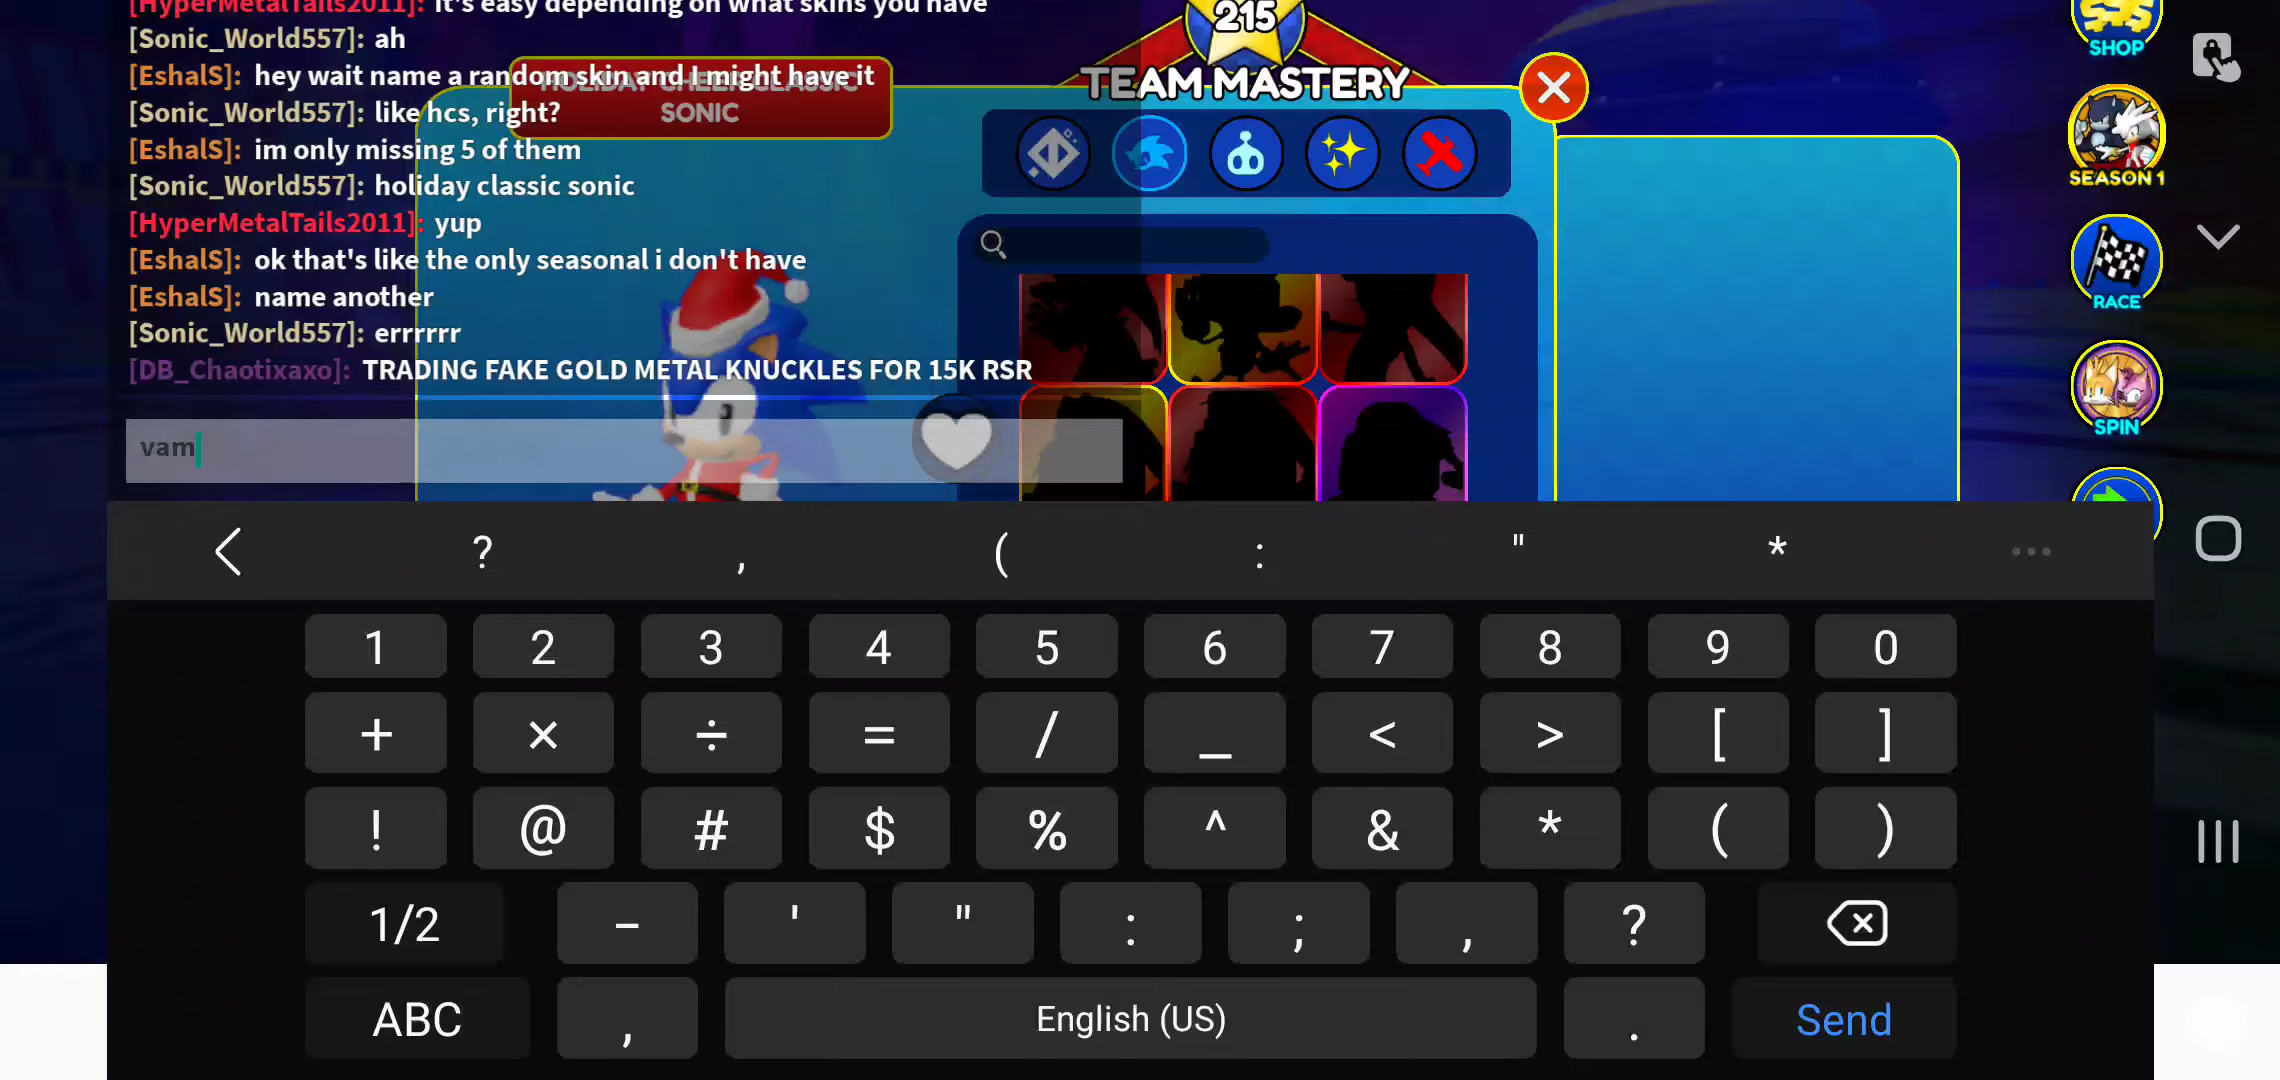 [HyperMetalTails2011]: it's easy depending on what skins you have
[Sonic_World557]: ah
[EshalS]: hey wait name a random skin and I might have it
[Sonic_World557]: like hcs, right?
[EshalS]: im only missing 5 of them
[Sonic_World557]: holiday classic sonic
[HyperMetalTails2011]: yup
[EshalS]: ok that's like the only seasonal i don't have
[EshalS]: name another
[Sonic_World557]: errrrrr
[DB_Chaotixaxo]: TRADING FAKE GOLD METAL KNUCKLES FOR 15K RSR
vam
HOLIDAY CHEER CLASSIC
SONIC
215
TEAM MASTERY
SHOP
SEASON 1
RACE
SPIN
? , ( : " * ...
1 2 3 4 5 6 7 8 9 0
+ × ÷ = / _ < > [ ]
! @ # $ % ^ & * ( )
1/2 - ' " : ; , ?
ABC , English (US) . Send